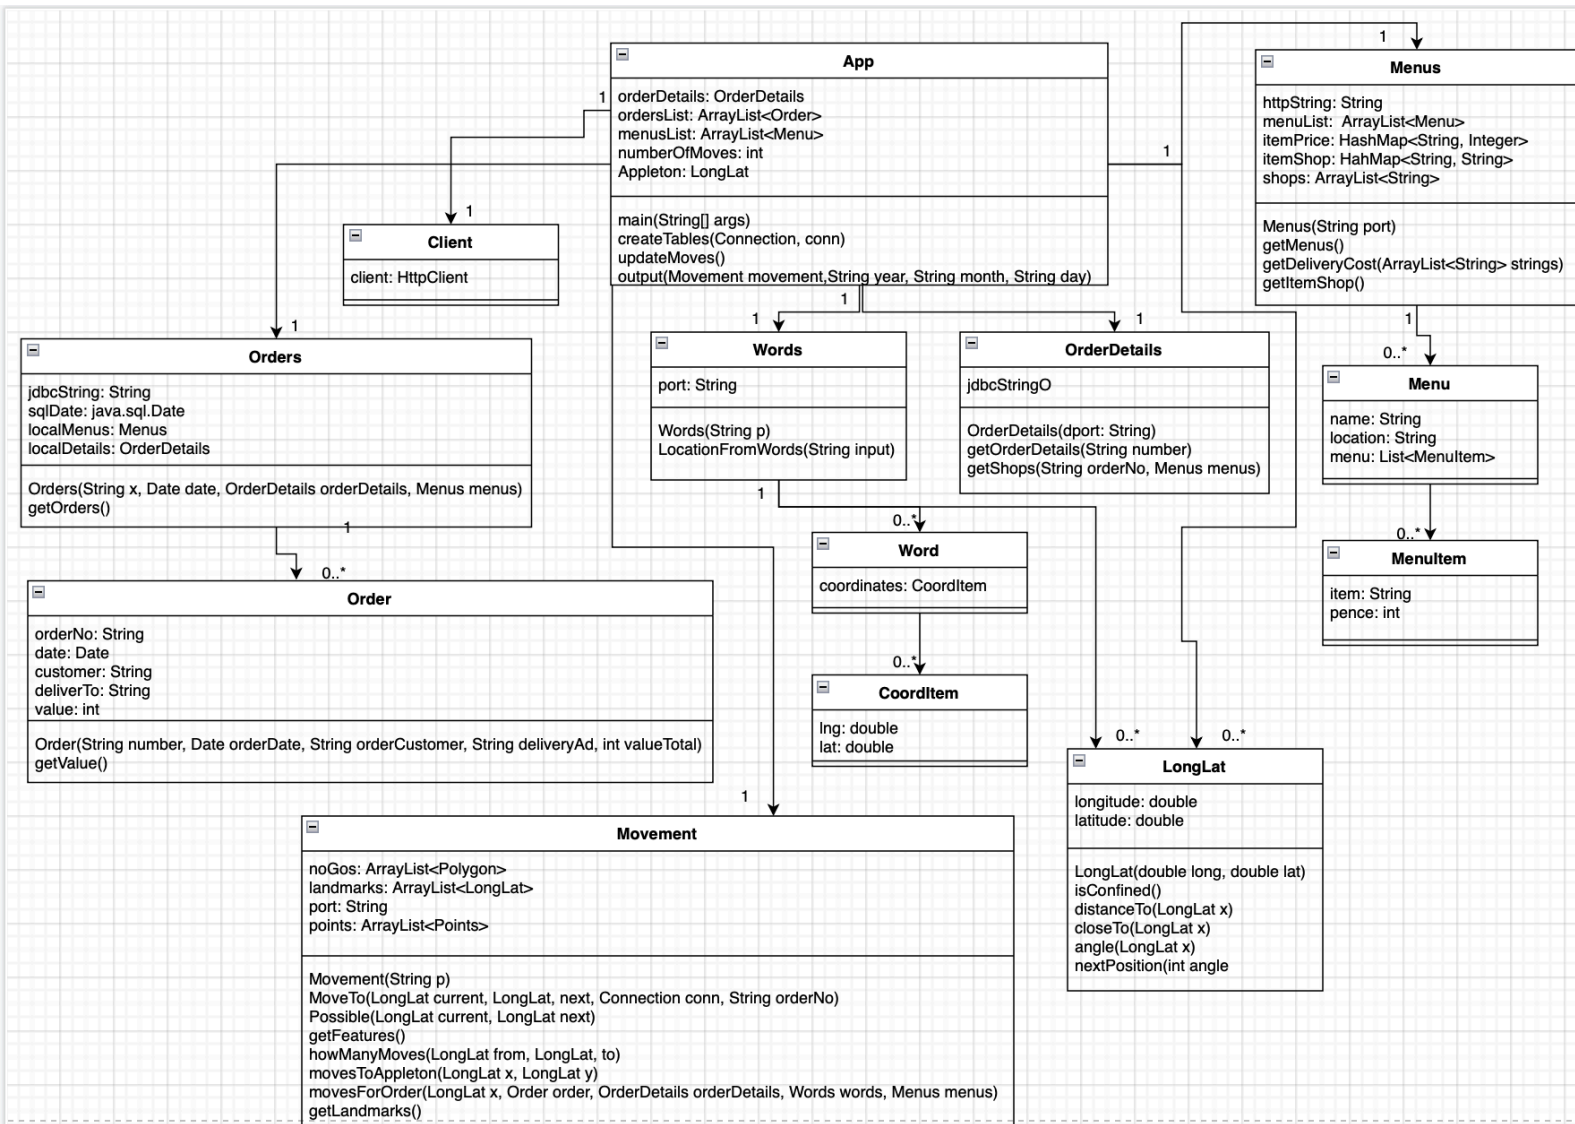 App
orderDetails: OrderDetails
ordersList: ArrayList<Order>
menusList: ArrayList<Menu>
numberOfMoves: int
Appleton: LongLat
main(String[] args)
createTables(Connection, conn)
updateMoves()
output(Movement movement,String year, String month, String day)
1
1
1
Menus
httpString: String
menuList:  ArrayList<Menu>
itemPrice: HashMap<String, Integer>
itemShop: HahMap<String, String>
shops: ArrayList<String>
Menus(String port)
getMenus()
getDeliveryCost(ArrayList<String> strings)
getItemShop()
1
Client
client: HttpClient
1
Orders
jdbcString: String
sqlDate: java.sql.Date
localMenus: Menus
localDetails: OrderDetails
Orders(String x, Date date, OrderDetails orderDetails, Menus menus)
getOrders()
1
1
1
Words
port: String
Words(String p)
LocationFromWords(String input)
1
1
OrderDetails
jdbcStringO
OrderDetails(dport: String)
getOrderDetails(String number)
getShops(String orderNo, Menus menus)
1
0..*
Menu
name: String
location: String
menu: List<MenuItem>
0..*
MenuItem
item: String
pence: int
0..*
Word
coordinates: CoordItem
0..*
CoordItem
lng: double
lat: double
0..*
Order
orderNo: String
date: Date
customer: String
deliverTo: String
value: int
Order(String number, Date orderDate, String orderCustomer, String deliveryAd, int valueTotal)
getValue()
0..*
0..*
LongLat
longitude: double
latitude: double
LongLat(double long, double lat)
isConfined()
distanceTo(LongLat x)
closeTo(LongLat x)
angle(LongLat x)
nextPosition(int angle
1
Movement
noGos: ArrayList<Polygon>
landmarks: ArrayList<LongLat>
port: String
points: ArrayList<Points>
Movement(String p)
MoveTo(LongLat current, LongLat, next, Connection conn, String orderNo)
Possible(LongLat current, LongLat next)
getFeatures()
howManyMoves(LongLat from, LongLat, to)
movesToAppleton(LongLat x, LongLat y)
movesForOrder(LongLat x, Order order, OrderDetails orderDetails, Words words, Menus menus)
getLandmarks()